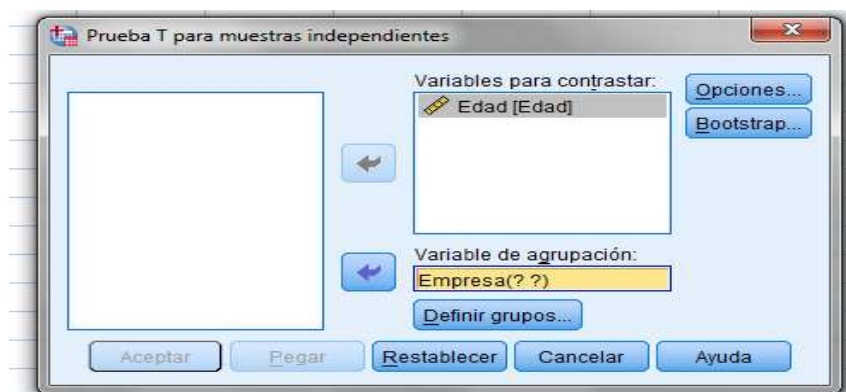 Prueba T para muestras independientes
Variables para contrastar:
Edad [Edad]
Opciones...
Bootstrap...
Variable de agrupación:
Empresa(? ?)
Definir grupos...
Aceptar
Pegar
Restablecer
Cancelar
Ayuda